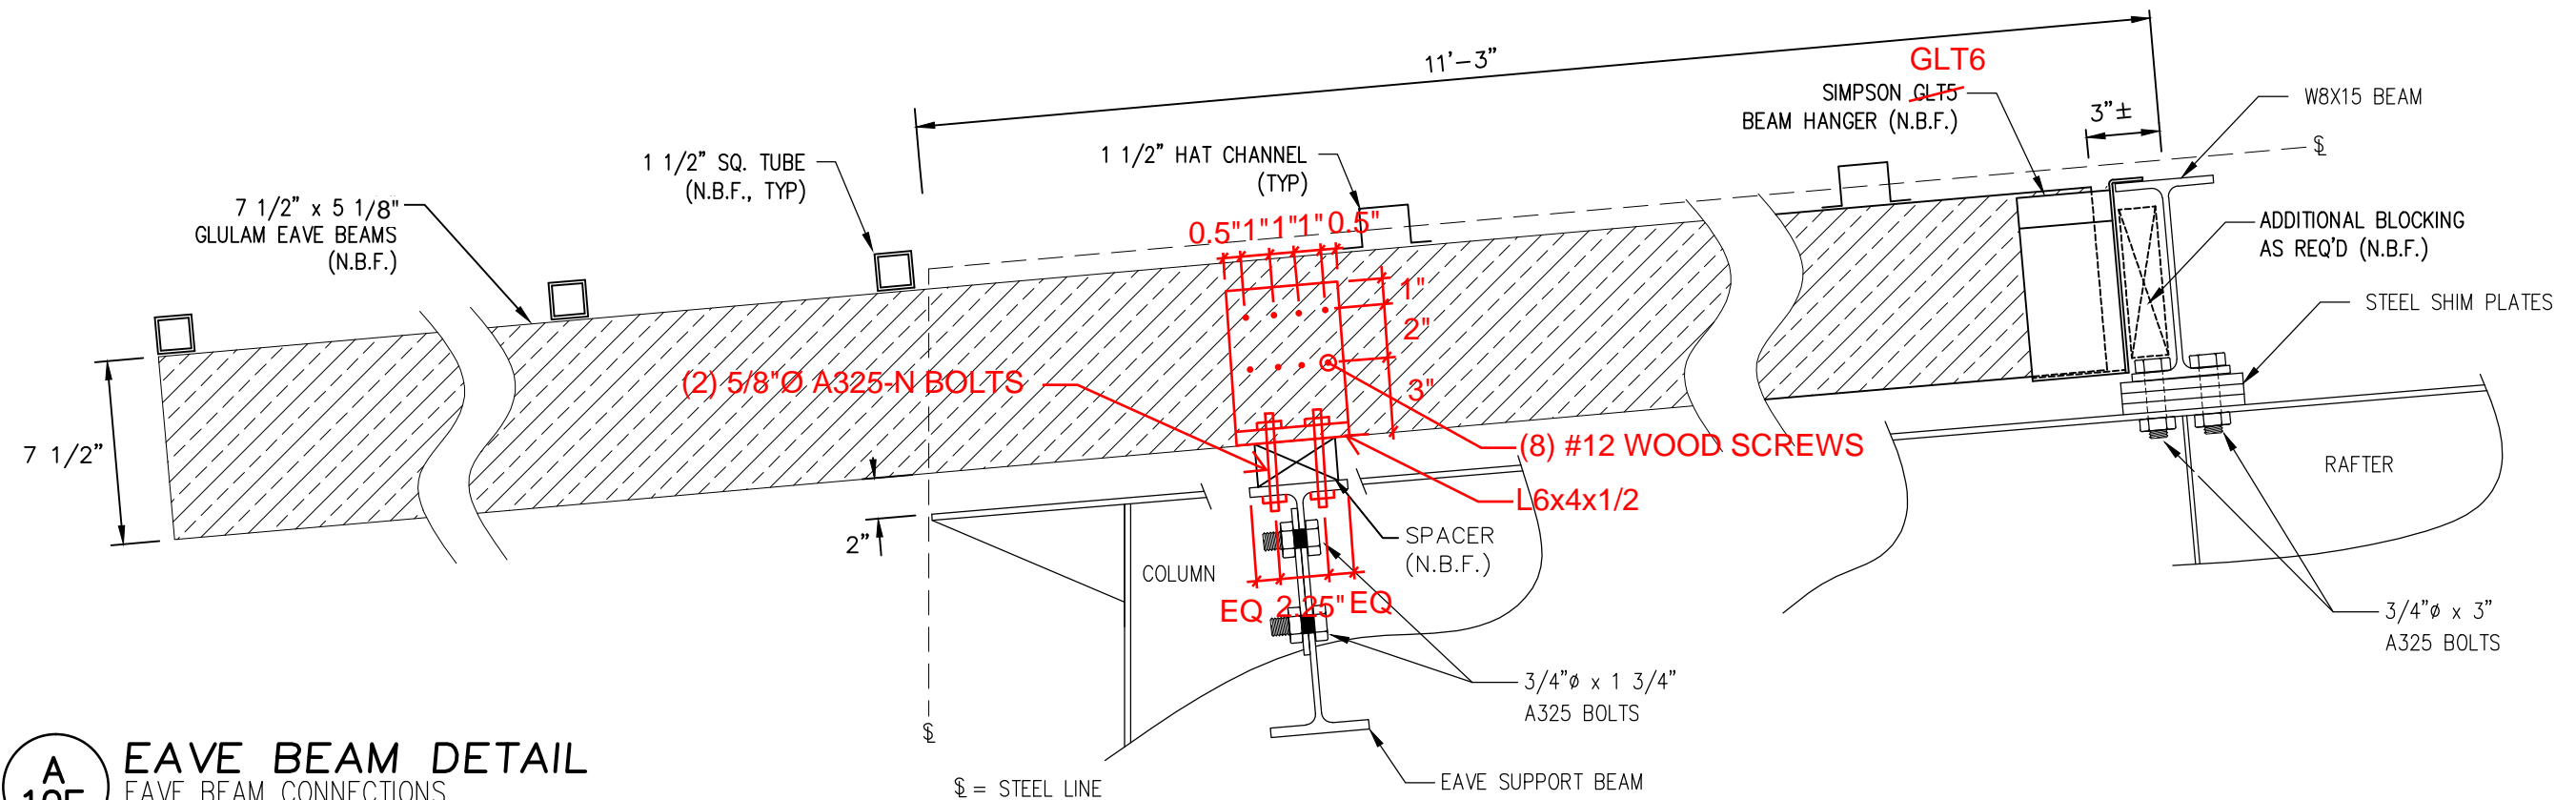 11'-3"
GLT6
SIMPSON GLT5
BEAM HANGER (N.B.F.)
3"±
W8X15 BEAM
℄
1 1/2" SQ. TUBE
(N.B.F., TYP)
1 1/2" HAT CHANNEL
(TYP)
7 1/2" x 5 1/8"
GLULAM EAVE BEAMS
(N.B.F.)
0.5" 1" 1" 1" 0.5"
ADDITIONAL BLOCKING
AS REQ'D (N.B.F.)
1"
2"
3"
STEEL SHIM PLATES
(2) 5/8"Ø A325-N BOLTS
7 1/2"
(8) #12 WOOD SCREWS
RAFTER
L6x4x1/2
2"
SPACER
(N.B.F.)
COLUMN
EQ 2.25" EQ
3/4"ø x 3"
A325 BOLTS
3/4"ø x 1 3/4"
A325 BOLTS
℄
A
EAVE BEAM DETAIL
EAVE BEAM CONNECTIONS
℄ = STEEL LINE
EAVE SUPPORT BEAM